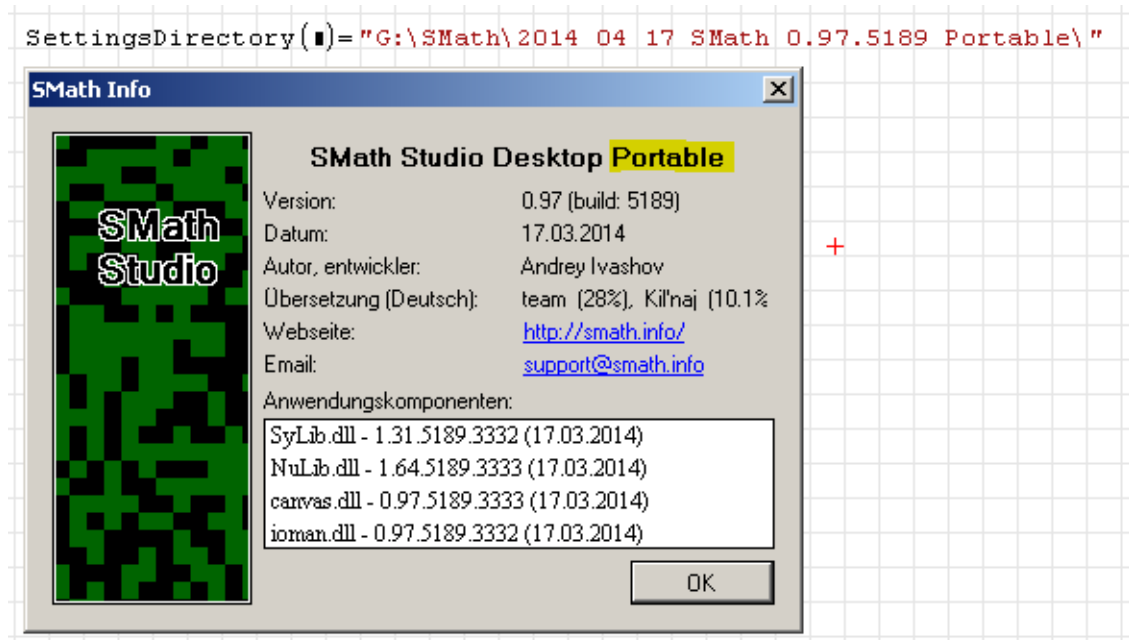 SettingsDirectory(▮)="G:\SMath\2014 04 17 SMath 0.97.5189 Portable\"
SMath Info
SMath Studio
SMath Studio Desktop Portable
Version: 0.97 (build: 5189)
Datum: 17.03.2014
Autor, entwickler: Andrey Ivashov
Übersetzung (Deutsch): team (28%), Kil'naj (10.1%
Webseite: http://smath.info/
Email: support@smath.info
Anwendungskomponenten:
SyLib.dll - 1.31.5189.3332 (17.03.2014)
NuLib.dll - 1.64.5189.3333 (17.03.2014)
canvas.dll - 0.97.5189.3333 (17.03.2014)
ioman.dll - 0.97.5189.3332 (17.03.2014)
OK